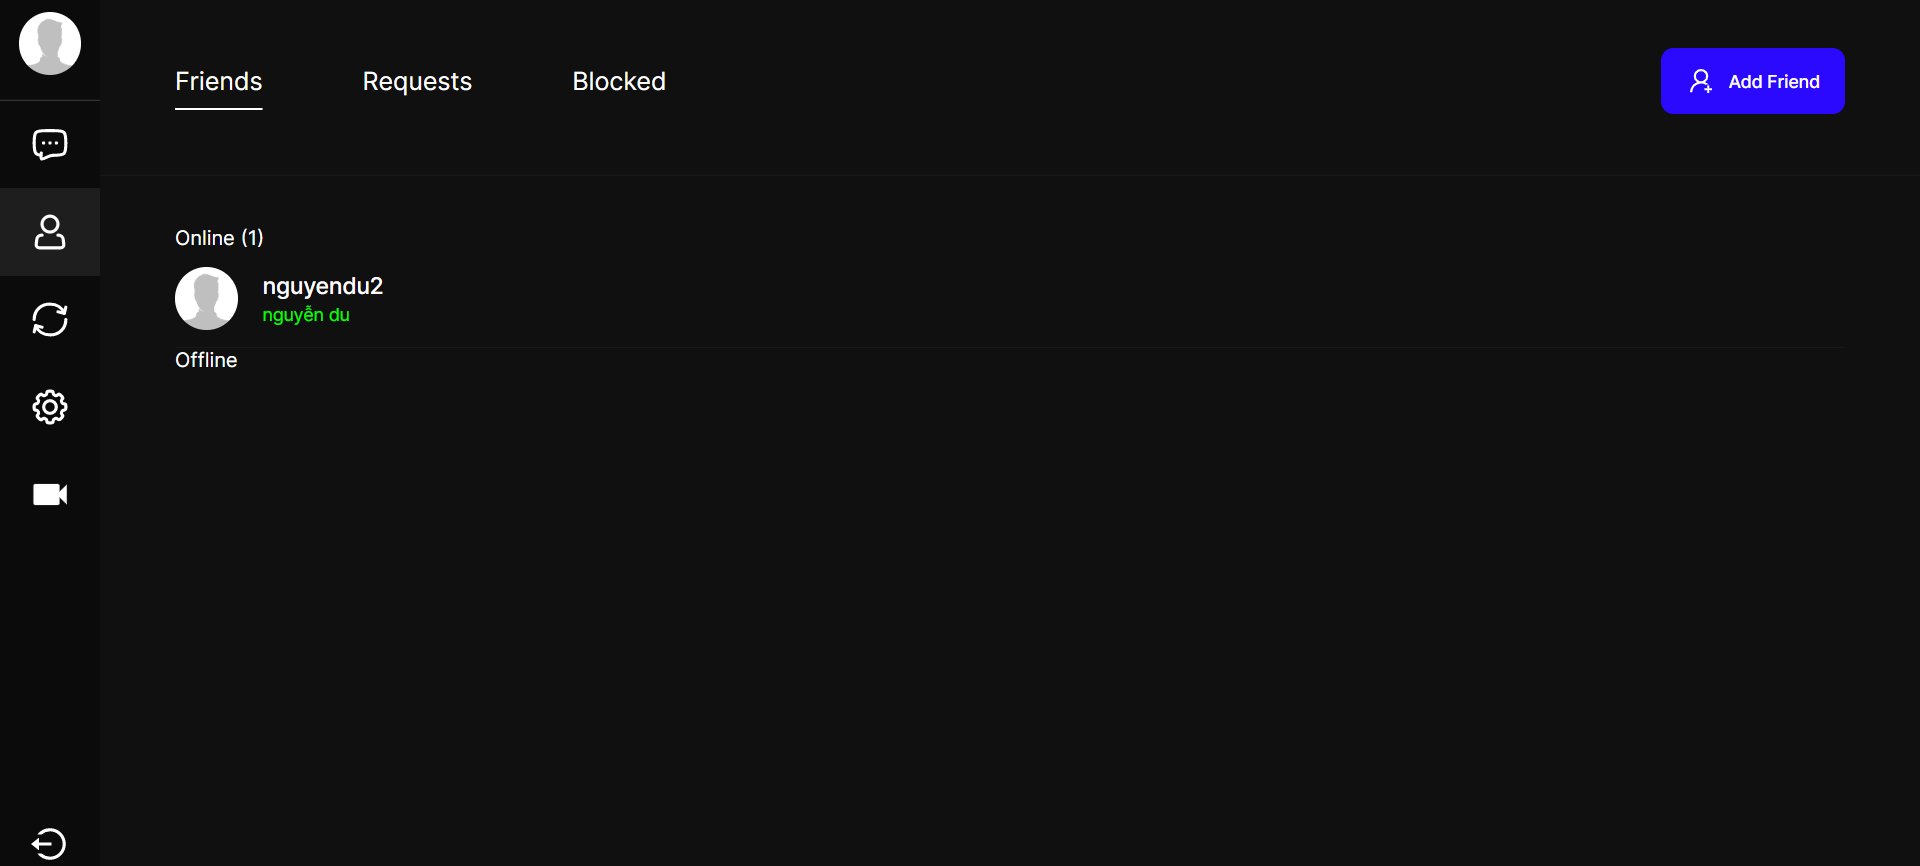 Friends
Requests
Blocked
Add Friend
Online (1)
nguyendu2
nguyễn du
Offline